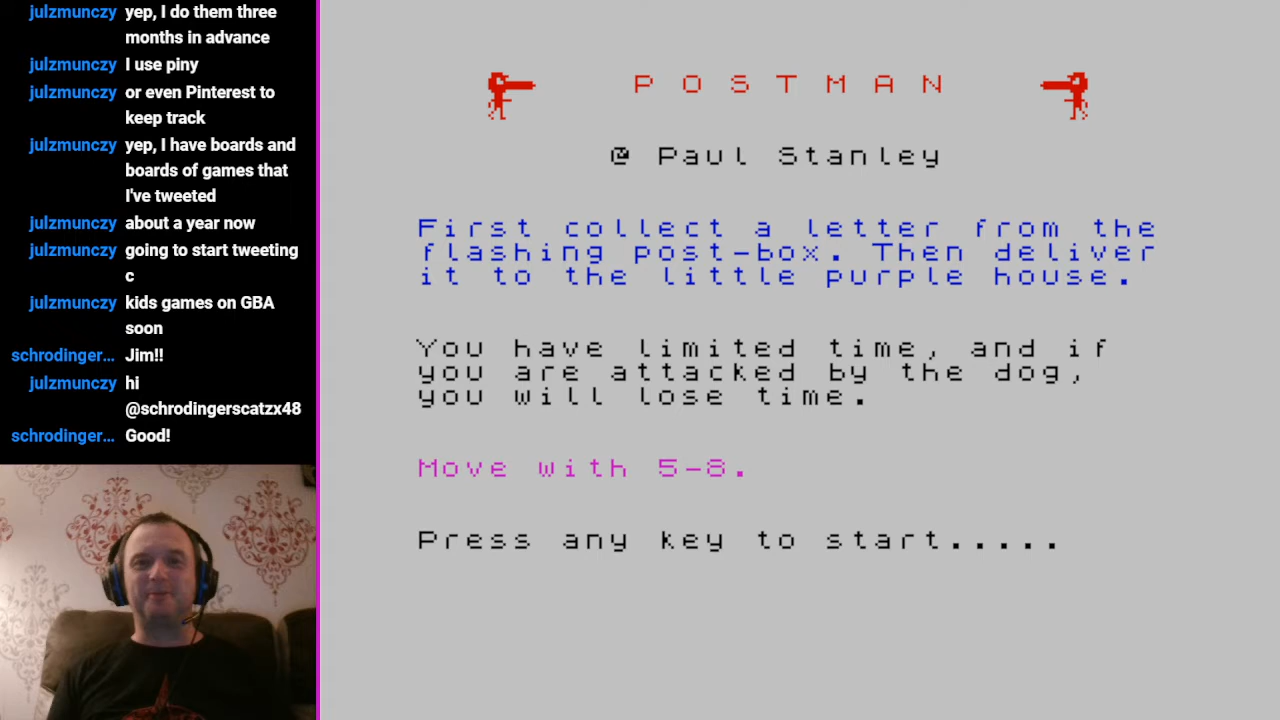 julzmunczy yep, I do them three
months in advance
julzmunczy I use piny
julzmunczy or even Pinterest to
keep track
julzmunczy yep, I have boards and
boards of games that
I've tweeted
julzmunczy about a year now
julzmunczy going to start tweeting
c
julzmunczy kids games on GBA
soon
schrodinger... Jim!!
julzmunczy hi
@schrodingerscatzx48
schrodinger... Good!
POSTMAN
@ Paul Stanley
First collect a letter from the
flashing post-box. Then deliver
it to the little purple house.
You have limited time, and if
you are attacked by the dog,
you will lose time.
Move with 5-8.
Press any key to start.....